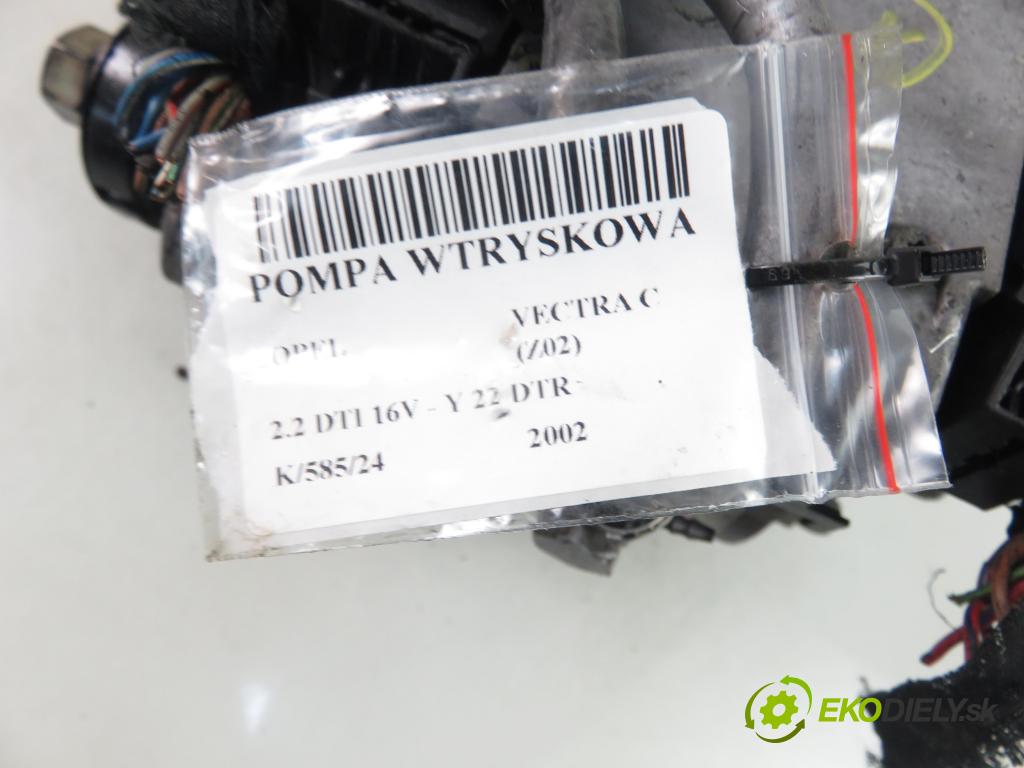 POMPA WTRYSKOWA
OPEL
VECTRA C
(Z02)
2.2 DTI 16V - Y 22 DTR
K/585/24
2002
EKODIELY.sk